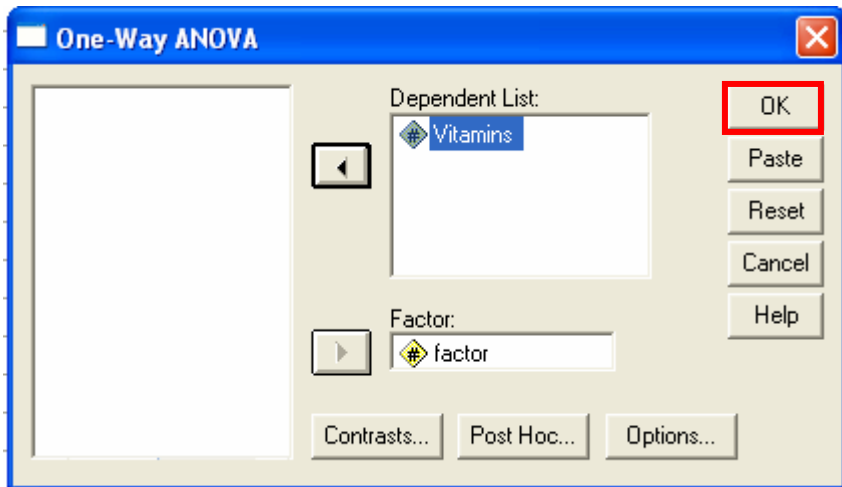 One-Way ANOVA
Dependent List:
# Vitamins
Factor:
# factor
OK
Paste
Reset
Cancel
Help
Contrasts... Post Hoc... Options...